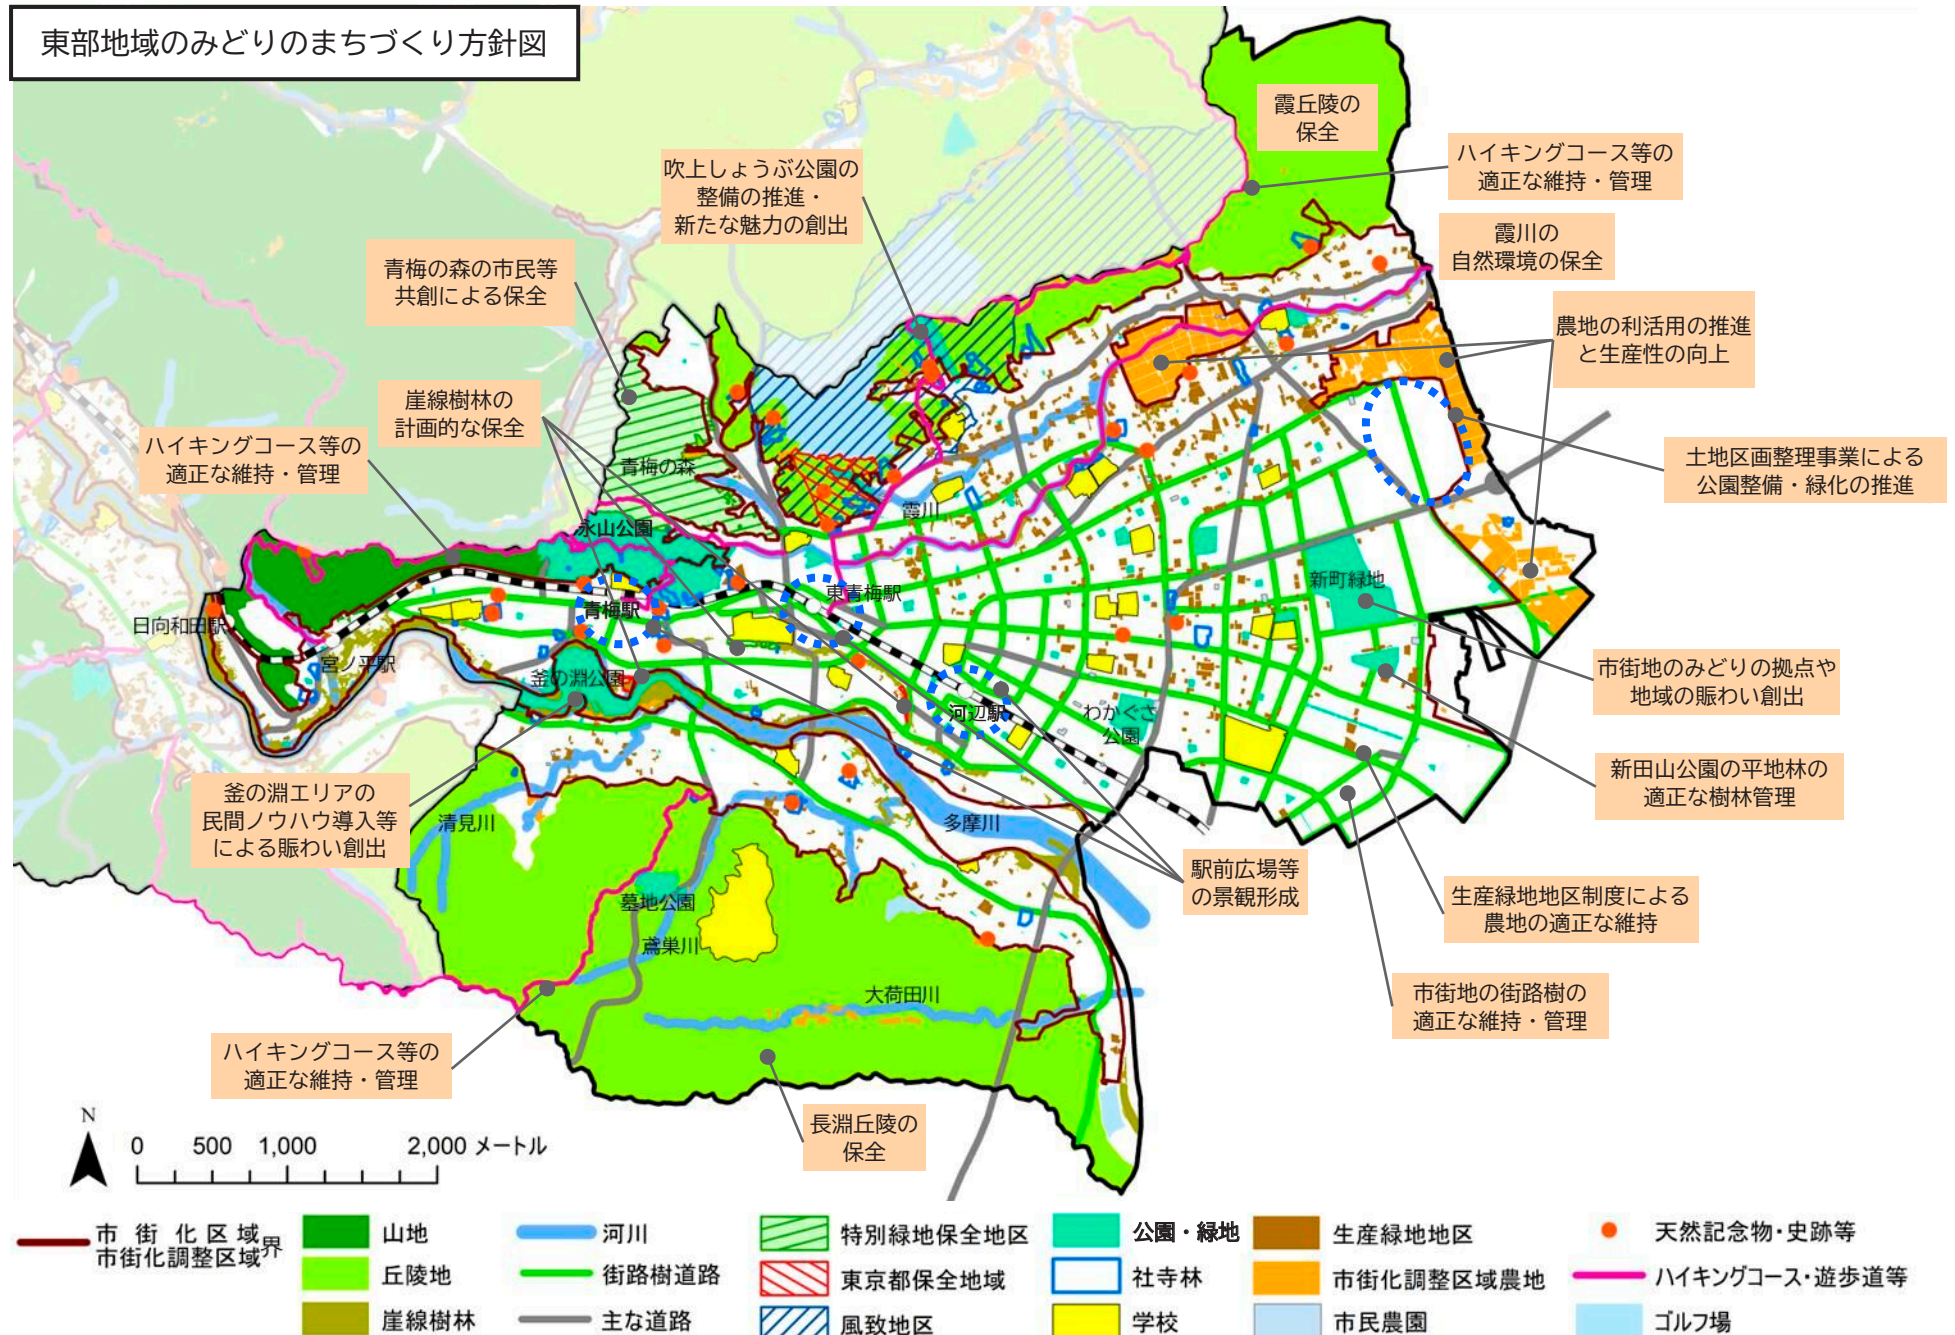 東部地域のみどりのまちづくり方針図
霞丘陵の
保全
ハイキングコース等の
適正な維持・管理
吹上しょうぶ公園の
整備の推進・
新たな魅力の創出
霞川の
自然環境の保全
青梅の森の市民等
共創による保全
農地の利活用の推進
と生産性の向上
崖線樹林の
計画的な保全
ハイキングコース等の
適正な維持・管理
土地区画整理事業による
公園整備・緑化の推進
青梅の森
霞川
永山公園
新町緑地
東青梅駅
青梅駅
日向和田駅
宮ノ平駅
釜の淵公園
市街地のみどりの拠点や
地域の賑わい創出
河辺駅
わかぐさ
公園
新田山公園の平地林の
適正な樹林管理
釜の淵エリアの
民間ノウハウ導入等
による賑わい創出
清見川
多摩川
駅前広場等
の景観形成
生産緑地地区制度による
農地の適正な維持
墓地公園
鳶巣川
大荷田川
市街地の街路樹の
適正な維持・管理
ハイキングコース等の
適正な維持・管理
長淵丘陵の
保全
N
0 500 1,000 2,000 メートル
市街化区域
市街化調整区域界
山地
丘陵地
崖線樹林
河川
街路樹道路
主な道路
特別緑地保全地区
東京都保全地域
風致地区
公園・緑地
社寺林
学校
生産緑地地区
市街化調整区域農地
市民農園
天然記念物・史跡等
ハイキングコース・遊歩道等
ゴルフ場